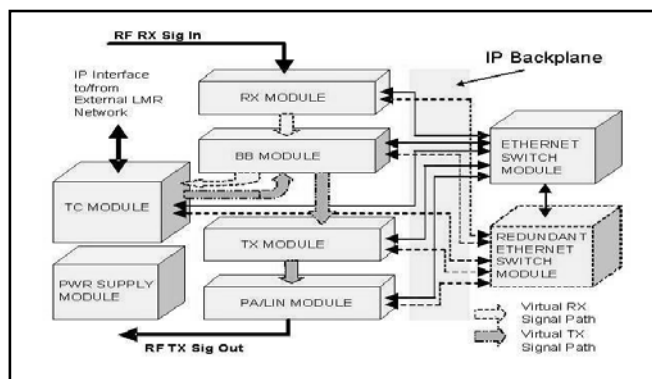 RF RX Sig In
IP Interface
to/from
External LMR
Network
IP Backplane
RX MODULE
BB MODULE
ETHERNET
SWITCH
MODULE
TC MODULE
TX MODULE
REDUNDANT
ETHERNET
SWITCH
MODULE
PWR SUPPLY
MODULE
PA/LIN MODULE
Virtual RX
Signal Path
Virtual TX
Signal Path
RF TX Sig Out